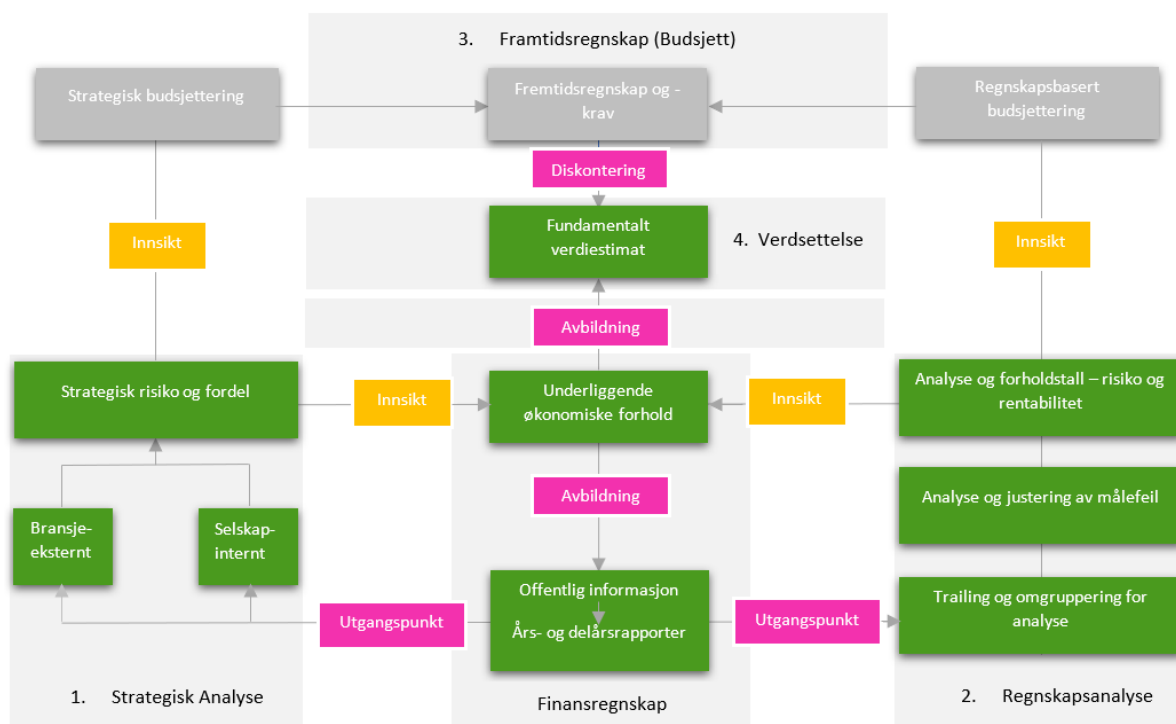 3. Framtidsregnskap (Budsjett)
Strategisk budsjettering
Fremtidsregnskap og -
krav
Regnskapsbasert
budsjettering
Diskontering
Innsikt
Fundamentalt
verdiestimat
4. Verdsettelse
Innsikt
Avbildning
Strategisk risiko og fordel
Innsikt
Underliggende
økonomiske forhold
Innsikt
Analyse og forholdstall – risiko og
rentabilitet
Avbildning
Analyse og justering av målefeil
Bransje-
eksternt
Selskap-
internt
Utgangspunkt
Offentlig informasjon
Års- og delårsrapporter
Utgangspunkt
Trailing og omgruppering for
analyse
1. Strategisk Analyse
Finansregnskap
2. Regnskapsanalyse